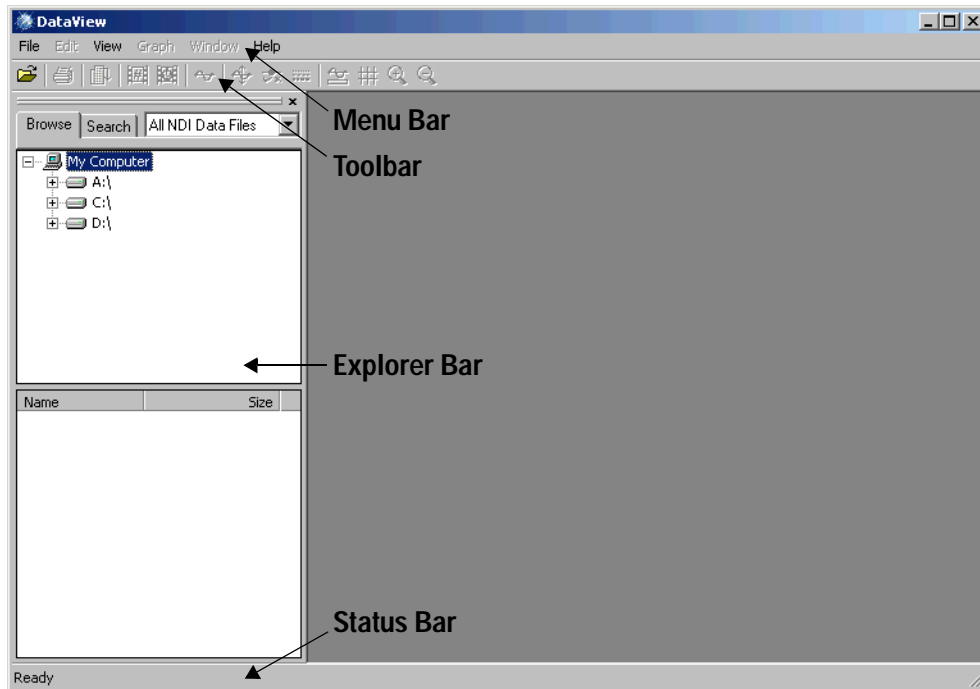 DataView
File Edit View Graph Window Help
Browse Search All NDI Data Files
Menu Bar
Toolbar
My Computer
A:\
C:\
D:\
Explorer Bar
Name Size
Status Bar
Ready